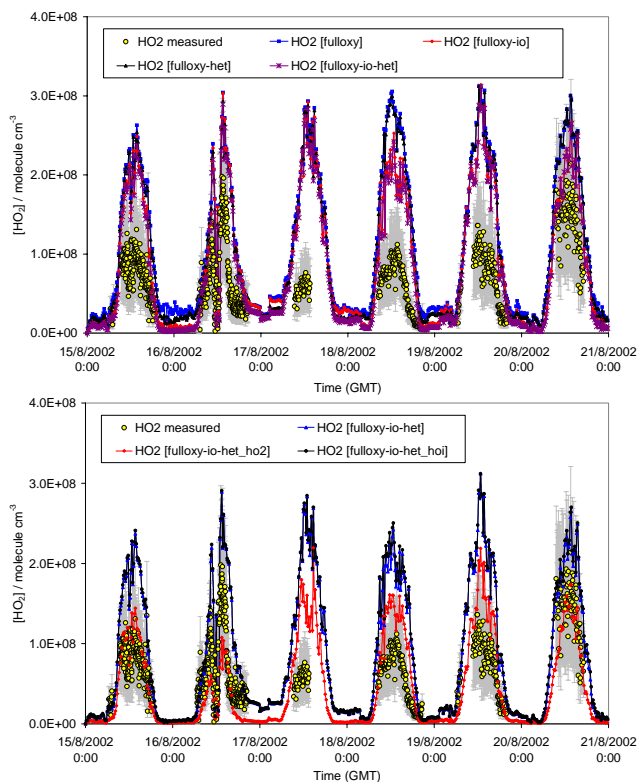 4.0E+08
HO2 measured HO2 [fulloxy] HO2 [fulloxy-io]
HO2 [fulloxy-het] HO2 [fulloxy-io-het]
3.0E+08
2.0E+08
1.0E+08
0.0E+00
[HO2] / molecule cm-3
15/8/2002 16/8/2002 17/8/2002 18/8/2002 19/8/2002 20/8/2002 21/8/2002
0:00 0:00 0:00 0:00 0:00 0:00 0:00
Time (GMT)
4.0E+08
HO2 measured HO2 [fulloxy-io-het]
HO2 [fulloxy-io-het_ho2] HO2 [fulloxy-io-het_hoi]
3.0E+08
2.0E+08
1.0E+08
0.0E+00
[HO2] / molecule cm-3
15/8/2002 16/8/2002 17/8/2002 18/8/2002 19/8/2002 20/8/2002 21/8/2002
0:00 0:00 0:00 0:00 0:00 0:00 0:00
Time (GMT)